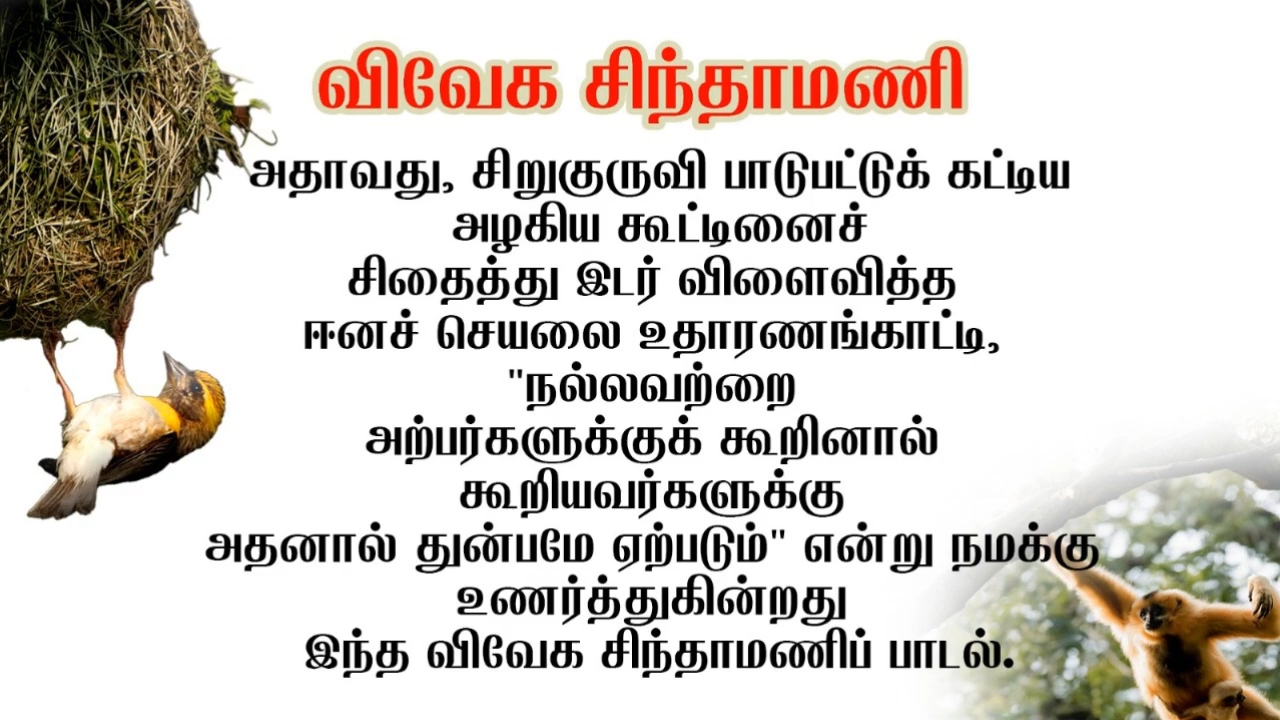 விவேக சிந்தாமணி
அதாவது, சிறுகுருவி பாடுபட்டுக் கட்டிய
அழகிய கூட்டினைச்
சிதைத்து இடர் விளைவித்த
ஈனச் செயலை உதாரணங்காட்டி,
"நல்லவற்றை
அற்பர்களுக்குக் கூறினால்
கூறியவர்களுக்கு
அதனால் துன்பமே ஏற்படும்" என்று நமக்கு
உணர்த்துகின்றது
இந்த விவேக சிந்தாமணிப் பாடல்.